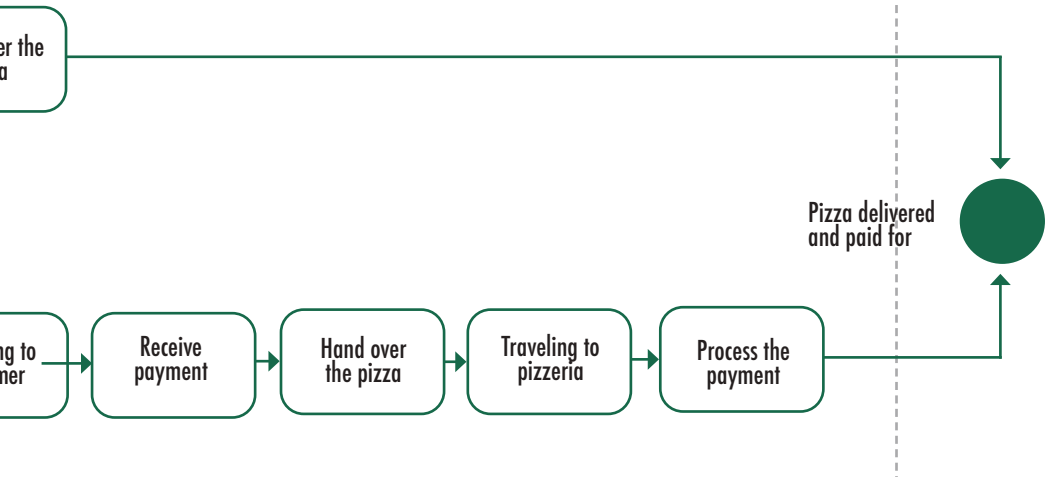 er the
a
Pizza delivered
and paid for
ng to
mer
Receive
payment
Hand over
the pizza
Traveling to
pizzeria
Process the
payment